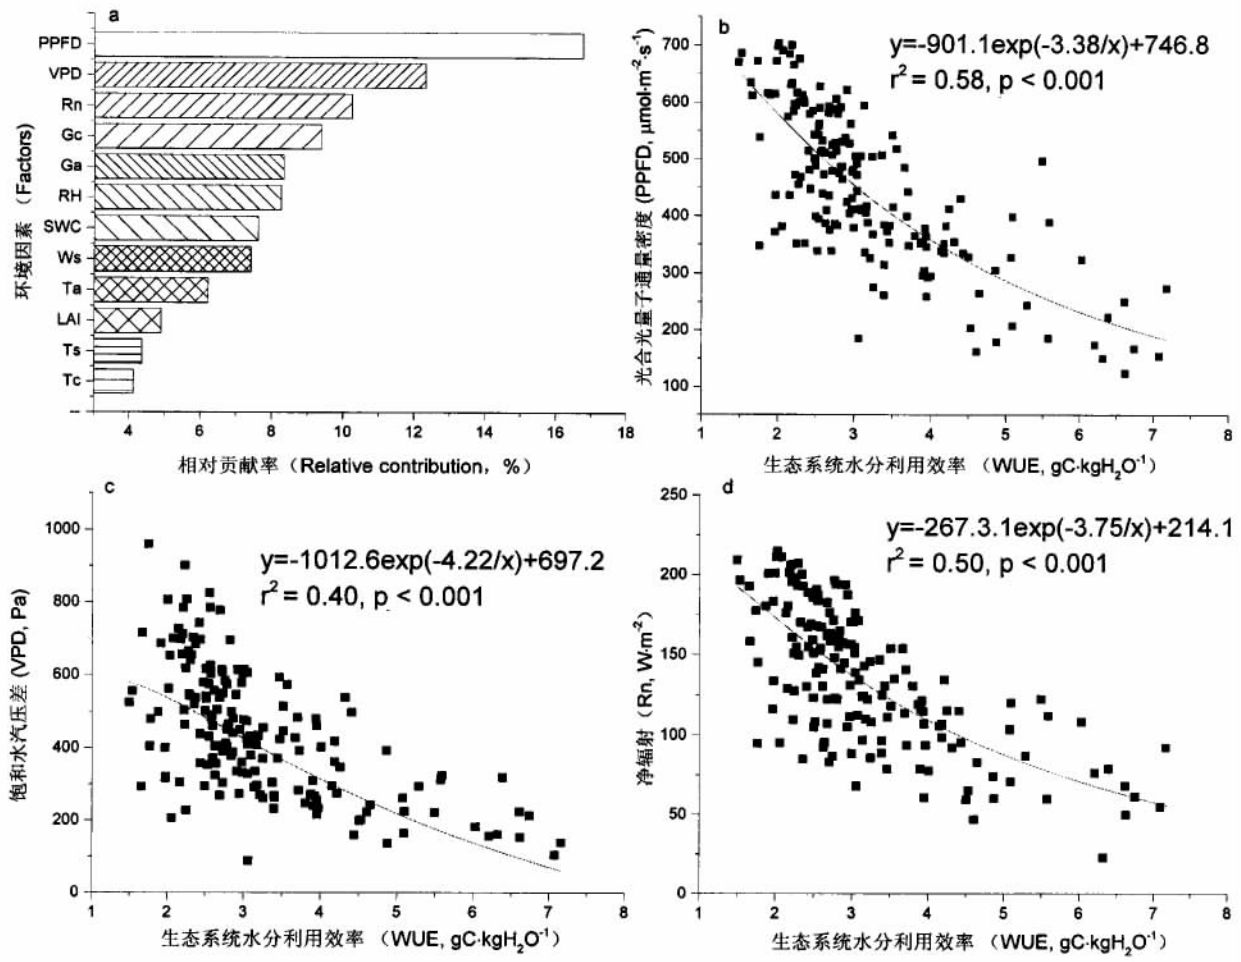 a
PPFD
VPD
Rn
Gc
Ga
RH
SWC
Ws
Ta
LAI
Ts
Tc
--
环境因素（Factors）
4 6 8 10 12 14 16 18
相对贡献率（Relative contribution，%）
b
y=-901.1exp(-3.38/x)+746.8
r² = 0.58, p < 0.001
700
600
500
400
300
200
100
光合光量子通量密度 (PPFD, μmol·m⁻²·s⁻¹)
1 2 3 4 5 6 7 8
生态系统水分利用效率（WUE, gC·kgH₂O⁻¹）
c
y=-1012.6exp(-4.22/x)+697.2
r² = 0.40, p < 0.001
1000
800
600
400
200
0
饱和水汽压差 (VPD, Pa)
1 2 3 4 5 6 7 8
生态系统水分利用效率（WUE, gC·kgH₂O⁻¹）
d
y=-267.3.1exp(-3.75/x)+214.1
r² = 0.50, p < 0.001
250
200
150
100
50
0
净辐射（Rn, W·m⁻²）
1 2 3 4 5 6 7 8
生态系统水分利用效率（WUE, gC·kgH₂O⁻¹）